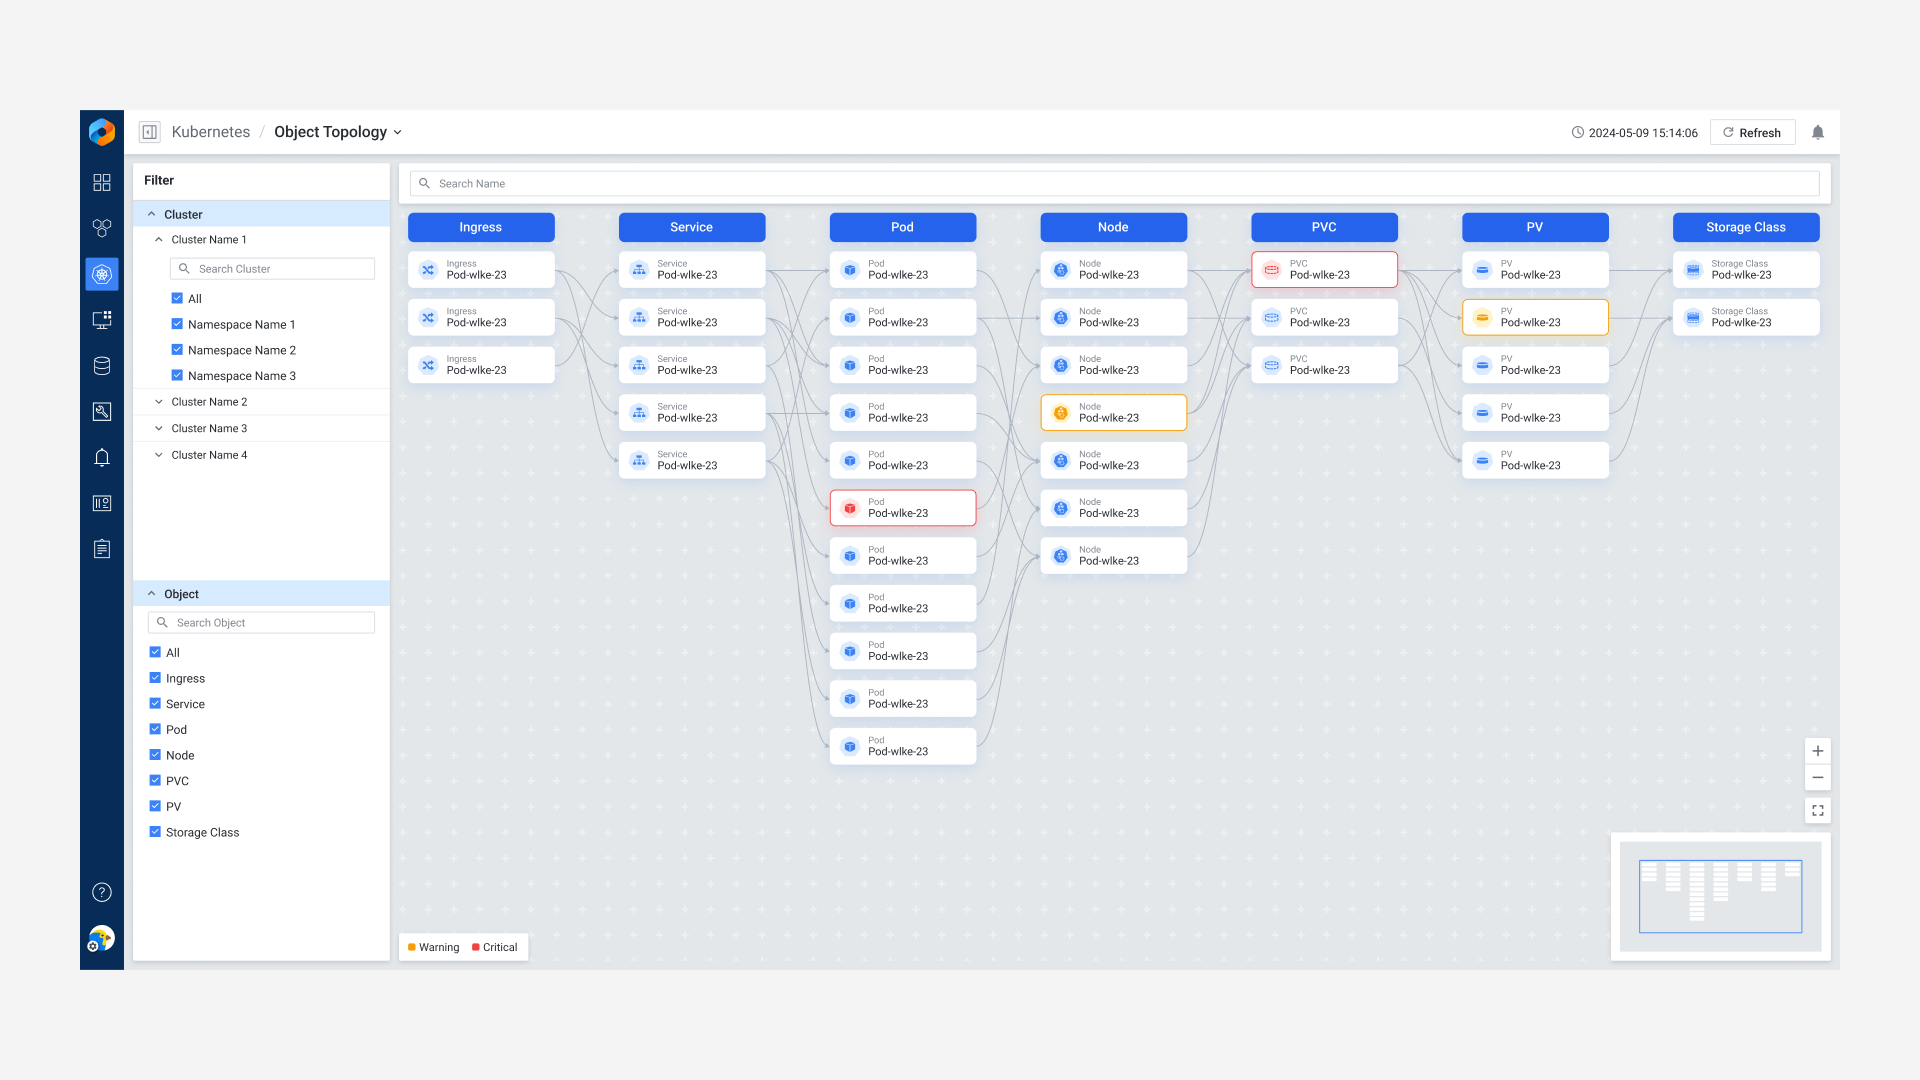 Kubernetes / Object Topology
2024-05-09 15:14:06
Refresh
Filter
Cluster
Cluster Name 1
Search Cluster
All
Namespace Name 1
Namespace Name 2
Namespace Name 3
Cluster Name 2
Cluster Name 3
Cluster Name 4
Object
Search Object
All
Ingress
Service
Pod
Node
PVC
PV
Storage Class
Search Name
Ingress
Ingress
Pod-wlke-23
Ingress
Pod-wlke-23
Ingress
Pod-wlke-23
Service
Service
Pod-wlke-23
Service
Pod-wlke-23
Service
Pod-wlke-23
Service
Pod-wlke-23
Service
Pod-wlke-23
Pod
Pod
Pod-wlke-23
Pod
Pod-wlke-23
Pod
Pod-wlke-23
Pod
Pod-wlke-23
Pod
Pod-wlke-23
Pod
Pod-wlke-23
Pod
Pod-wlke-23
Pod
Pod-wlke-23
Pod
Pod-wlke-23
Pod
Pod-wlke-23
Pod
Pod-wlke-23
Node
Node
Pod-wlke-23
Node
Pod-wlke-23
Node
Pod-wlke-23
Node
Pod-wlke-23
Node
Pod-wlke-23
Node
Pod-wlke-23
Node
Pod-wlke-23
PVC
PVC
Pod-wlke-23
PVC
Pod-wlke-23
PVC
Pod-wlke-23
PV
PV
Pod-wlke-23
PV
Pod-wlke-23
PV
Pod-wlke-23
PV
Pod-wlke-23
PV
Pod-wlke-23
Storage Class
Storage Class
Pod-wlke-23
Storage Class
Pod-wlke-23
Warning
Critical